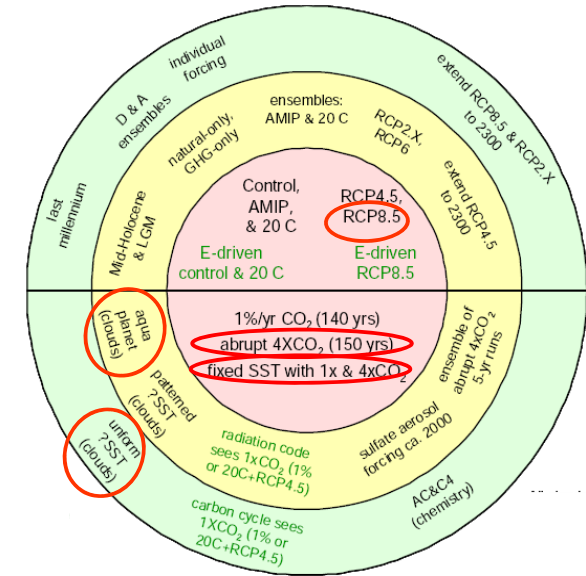 individual
forcing
D & A
ensembles
last
millennium
extend RCP8.5 & RCP2.X
to 2300
ensembles:
AMIP & 20 C
natural-only,
GHG-only
RCP2.X,
RCP6
Mid-Holocene
& LGM
extend RCP4.5
to 2300
Control,
AMIP,
& 20 C
RCP4.5,
RCP8.5
E-driven
control & 20 C
E-driven
RCP8.5
1%/yr CO₂ (140 yrs)
abrupt 4XCO₂ (150 yrs)
fixed SST with 1x & 4xCO₂
aqua
planet
(clouds)
patterned
?SST
(clouds)
uniform
?SST
(clouds)
radiation code
sees 1xCO₂ (1%
or 20C+RCP4.5)
ensemble of
abrupt 4xCO₂
5-yr runs
sulfate aerosol
forcing ca. 2000
carbon cycle sees
1XCO₂ (1% or
20C+RCP4.5)
AC&C4
(chemistry)